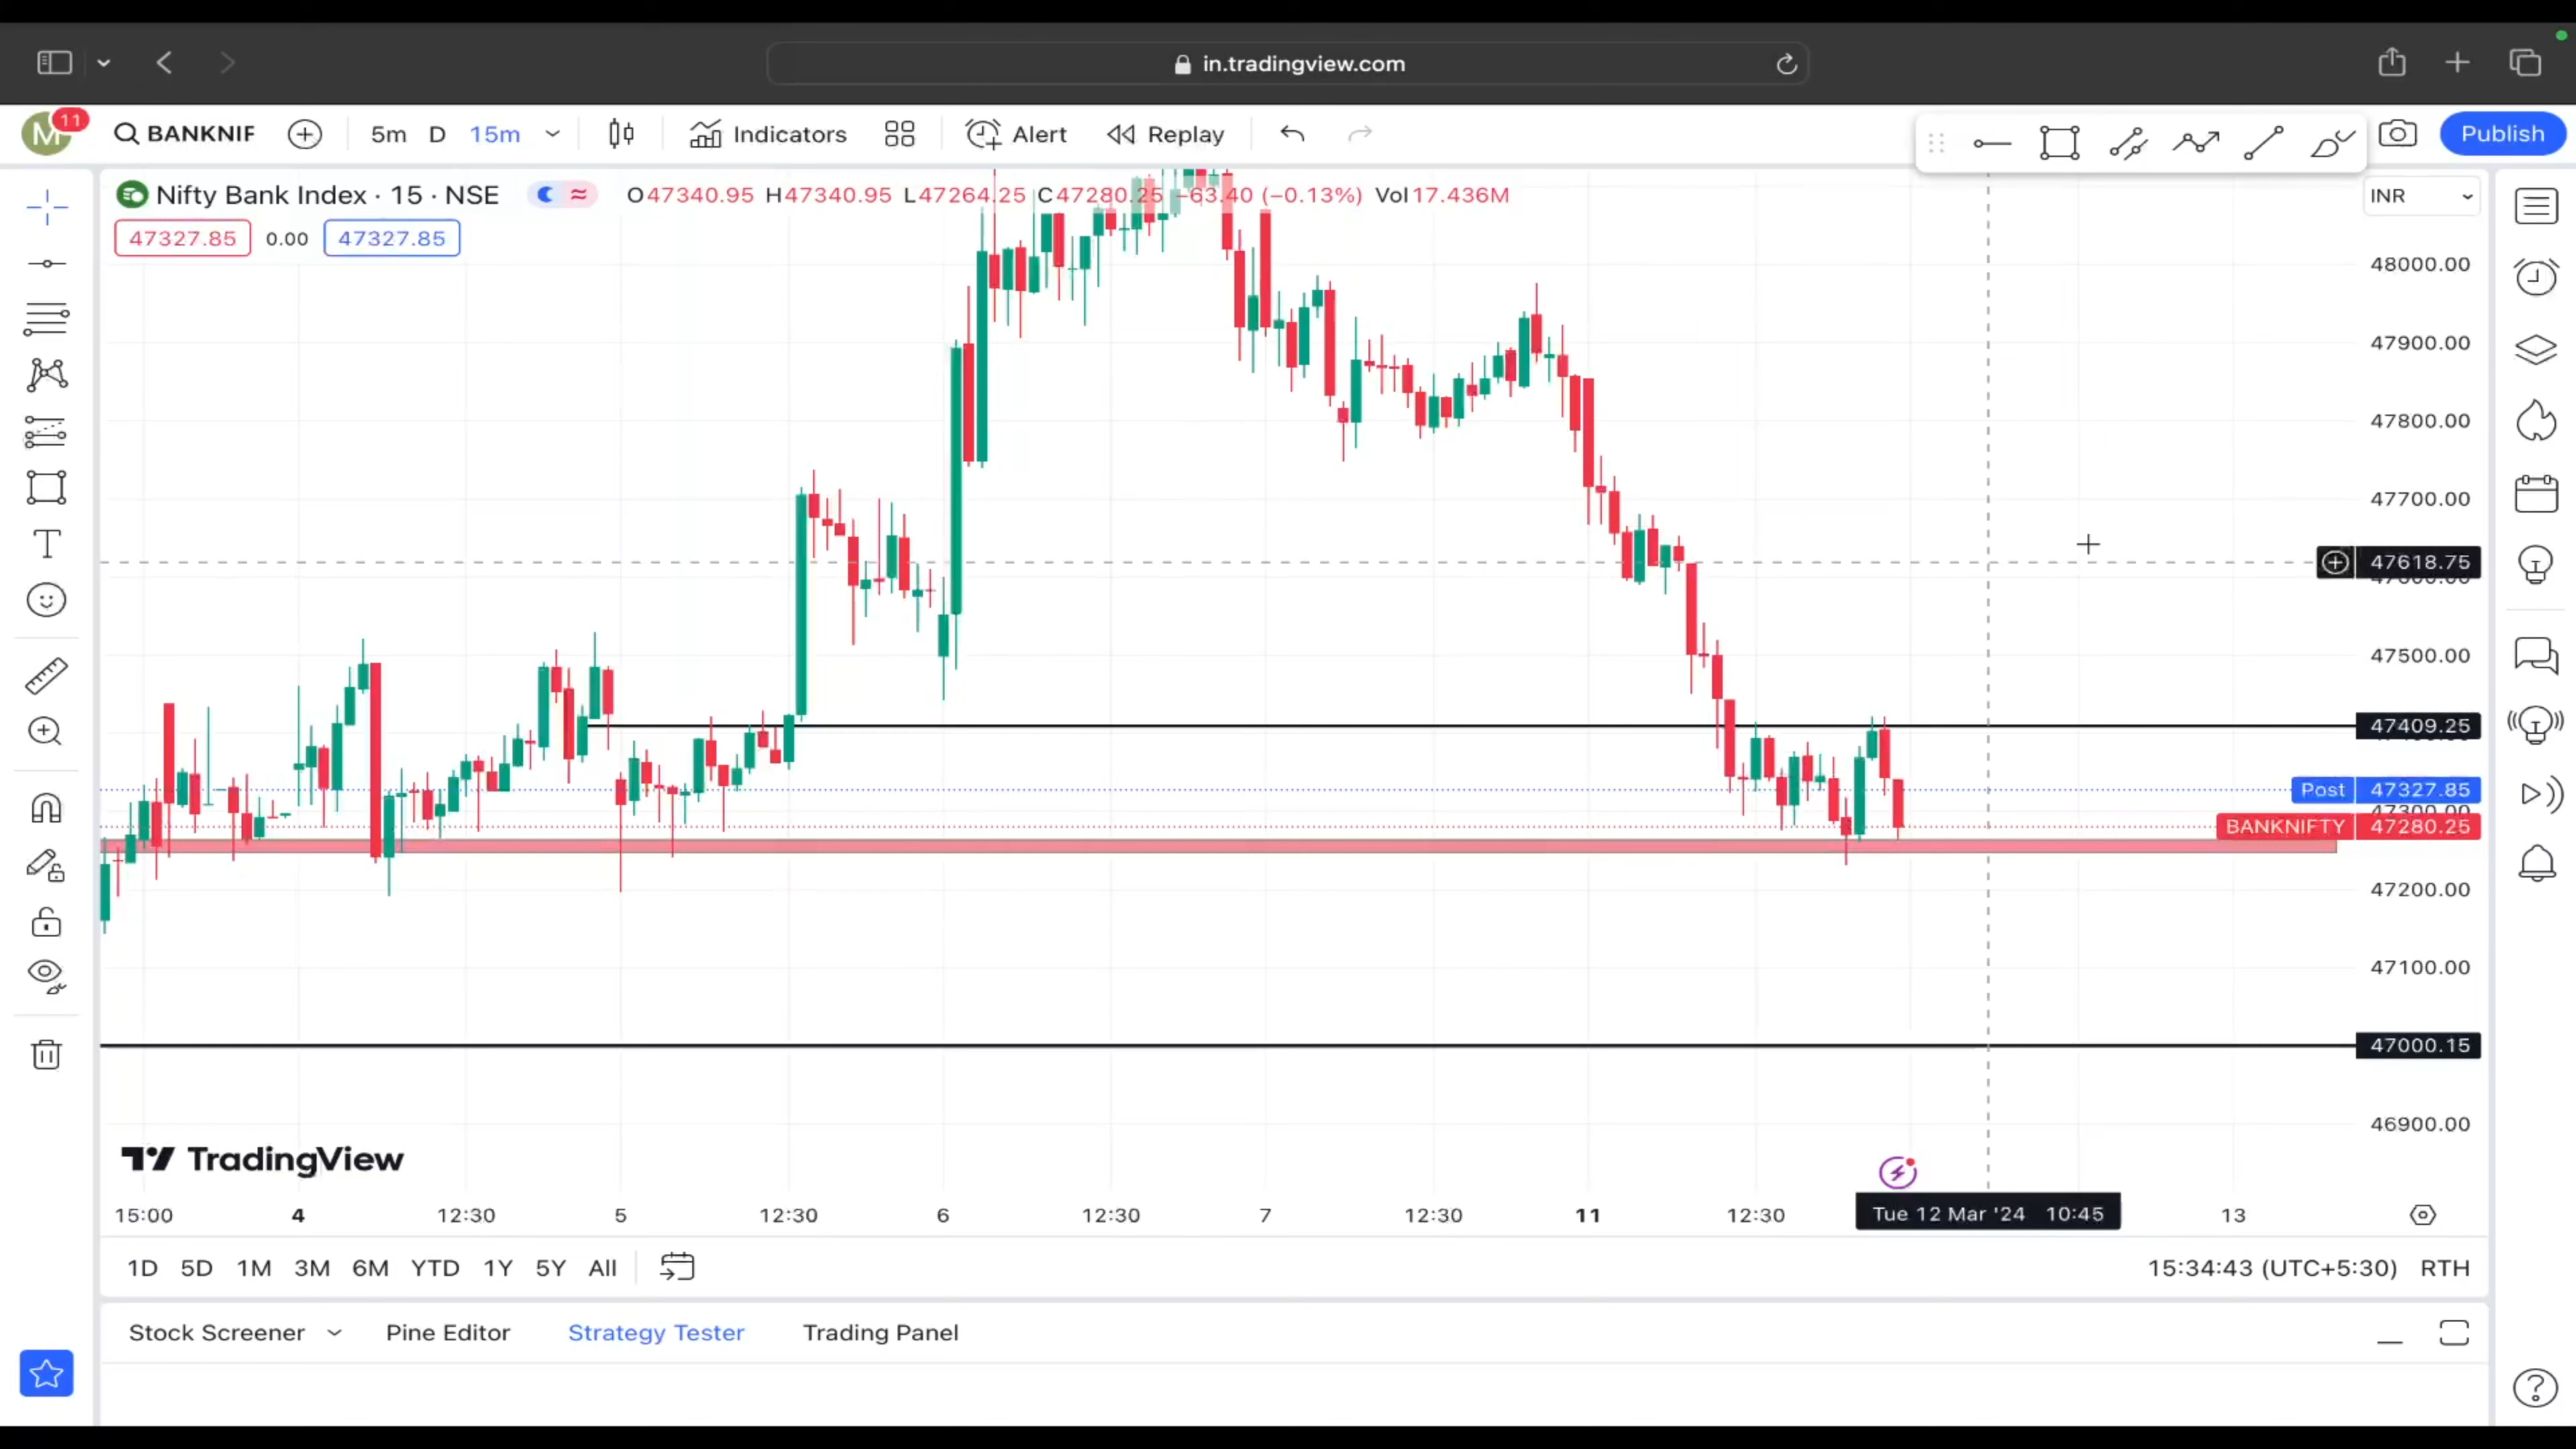 in.tradingview.com
M 11 BANKNIF 5m D 15m Indicators Alert Replay Publish
Nifty Bank Index · 15 · NSE O47340.95 H47340.95 L47264.25 C47280.25 −63.40 (−0.13%) Vol17.436M INR
47327.85 0.00 47327.85
48000.00
47900.00
47800.00
47700.00
47618.75
47500.00
47409.25
Post 47327.85
47300.00
BANKNIFTY 47280.25
47200.00
47100.00
47000.15
46900.00
TradingView
15:00 4 12:30 5 12:30 6 12:30 7 12:30 11 12:30 Tue 12 Mar '24 10:45 13
1D 5D 1M 3M 6M YTD 1Y 5Y All 15:34:43 (UTC+5:30) RTH
Stock Screener Pine Editor Strategy Tester Trading Panel